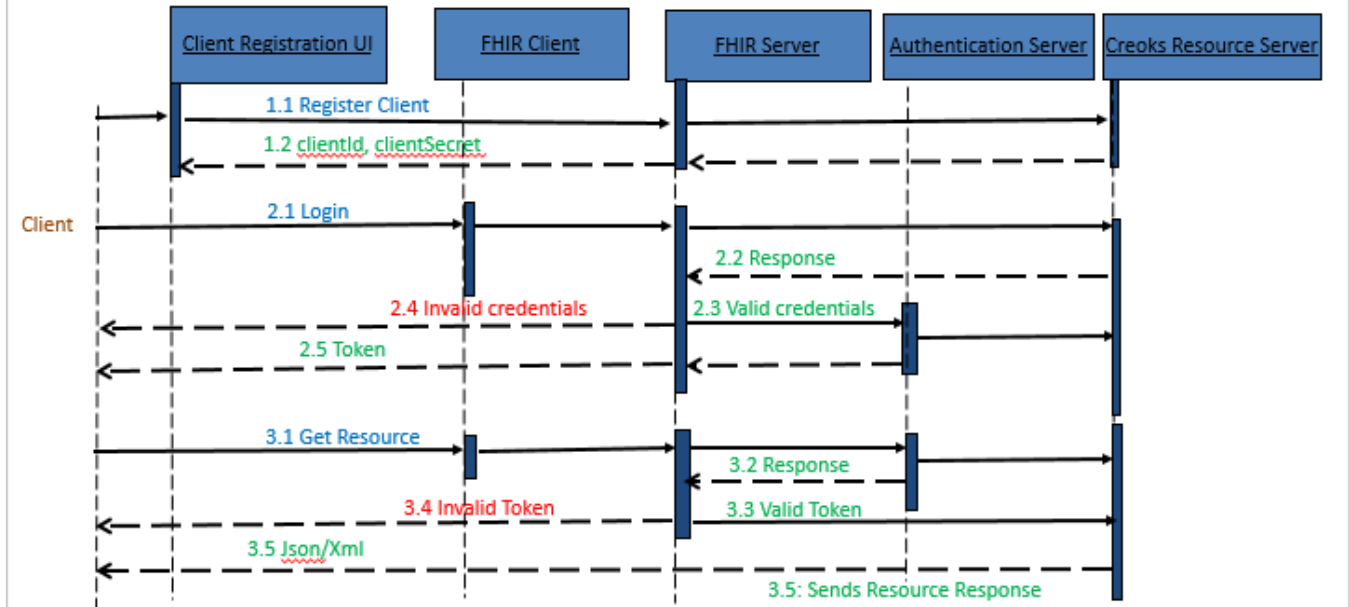 Client Registration UI
FHIR Client
FHIR Server
Authentication Server
Creoks Resource Server
1.1 Register Client
1.2 clientId, clientSecret
Client
2.1 Login
2.2 Response
2.4 Invalid credentials
2.3 Valid credentials
2.5 Token
3.1 Get Resource
3.2 Response
3.4 Invalid Token
3.3 Valid Token
3.5 Json/Xml
3.5: Sends Resource Response